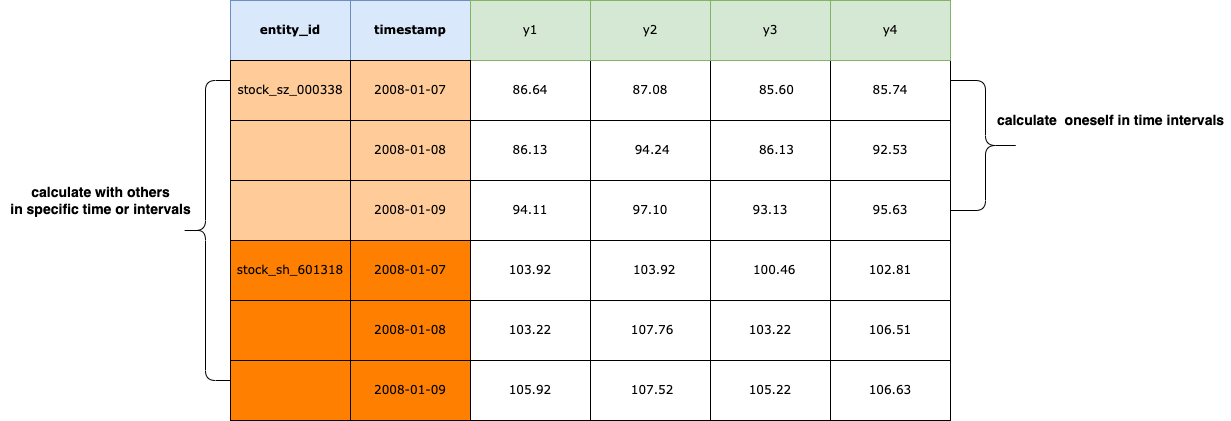 entity_id timestamp y1 y2 y3 y4
stock_sz_000338 2008-01-07 86.64 87.08 85.60 85.74
calculate oneself in time intervals
2008-01-08 86.13 94.24 86.13 92.53
calculate with others
in specific time or intervals
2008-01-09 94.11 97.10 93.13 95.63
stock_sh_601318 2008-01-07 103.92 103.92 100.46 102.81
2008-01-08 103.22 107.76 103.22 106.51
2008-01-09 105.92 107.52 105.22 106.63